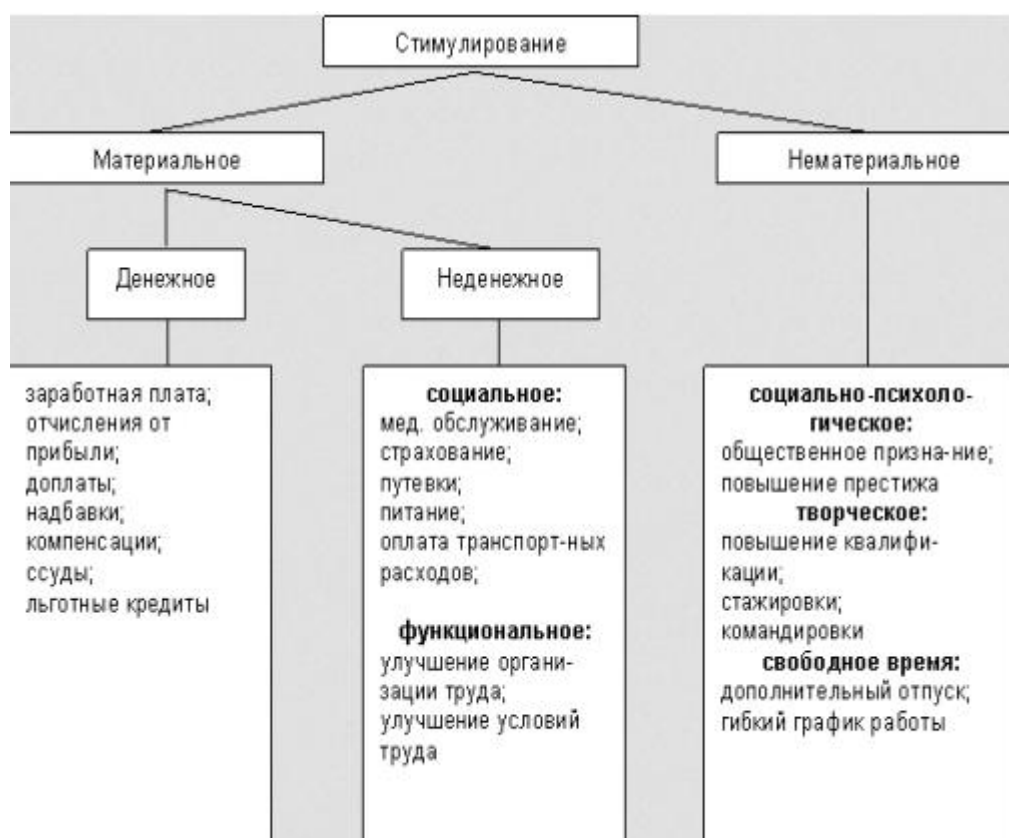 Стимулирование
Материальное
Нематериальное
Денежное
Неденежное
заработная плата;
отчисления от
прибыли;
доплаты;
надбавки;
компенсации;
ссуды;
льготные кредиты
социальное:
мед. обслуживание;
страхование;
путевки;
питание;
оплата транспорт-ных
расходов;
функциональное:
улучшение органи-
зации труда;
улучшение условий
труда
социально-психоло-
гическое:
общественное призна-ние;
повышение престижа
творческое:
повышение квалифи-
кации;
стажировки;
командировки
свободное время:
дополнительный отпуск;
гибкий график работы